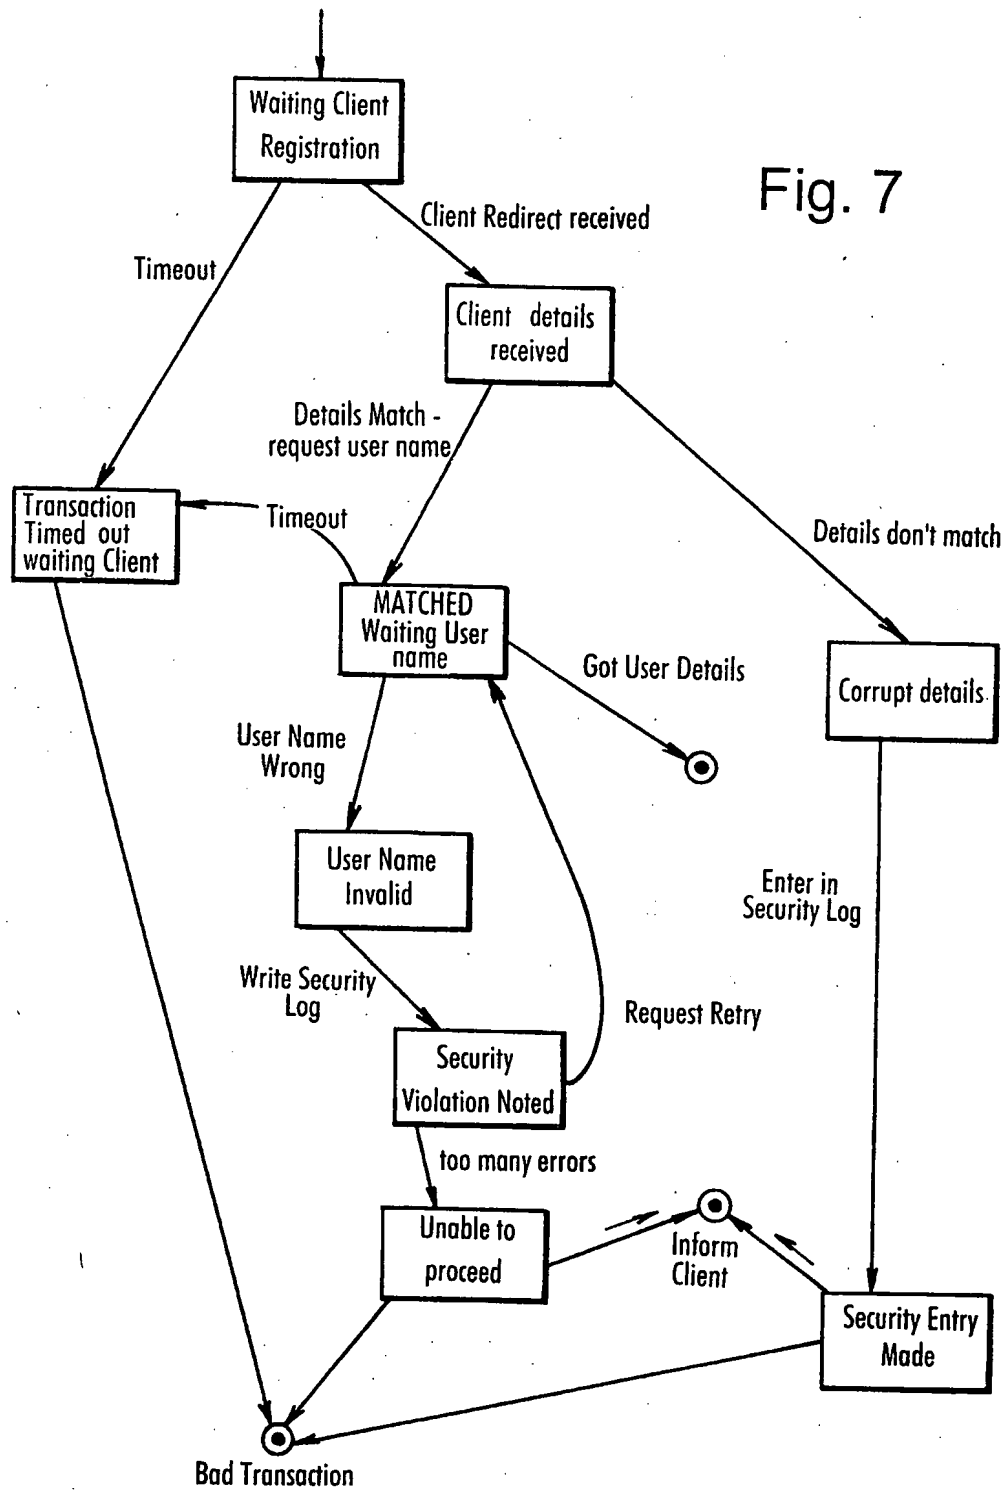 Waiting Client
Registration
Fig. 7
Client Redirect received
Timeout
Client details
received
Details Match -
request user name
Transaction
Timed out
waiting Client
Timeout
Details don't match
MATCHED
Waiting User
name
Got User Details
Corrupt details
User Name
Wrong
User Name
Invalid
Enter in
Security Log
Write Security
Log
Request Retry
Security
Violation Noted
too many errors
Unable to
proceed
Inform
Client
Security Entry
Made
Bad Transaction